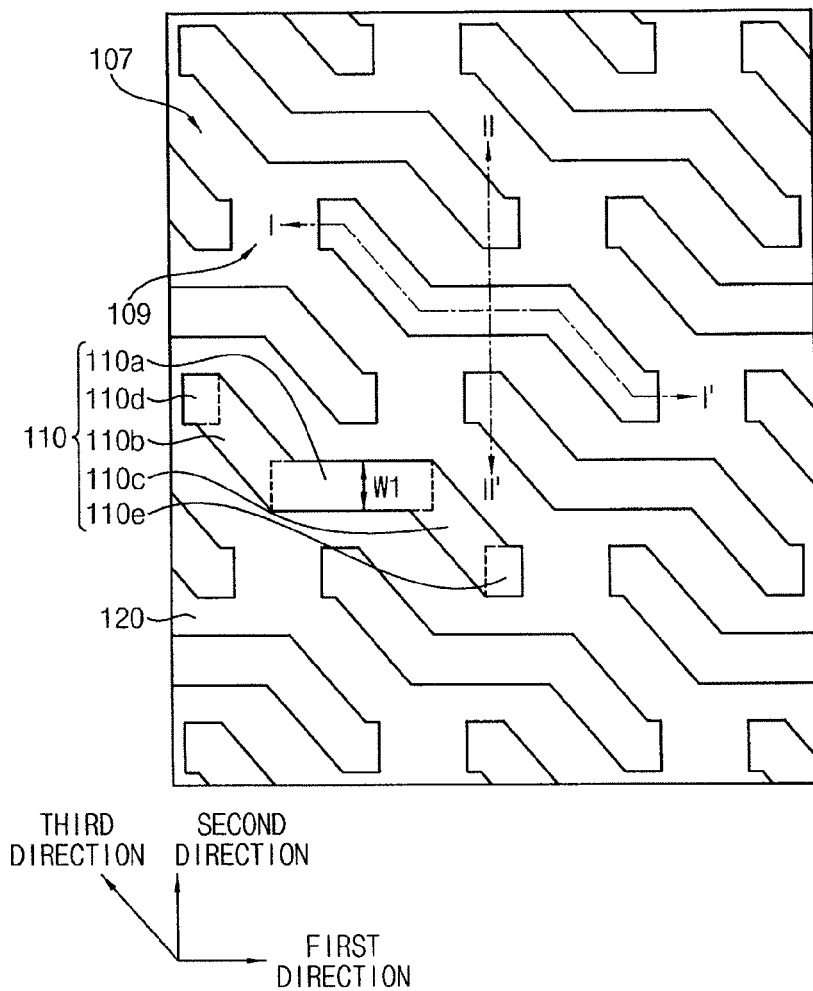 107
II
I
109
110a
110d
110
110b
I'
110c
W1
II'
110e
120
THIRD
DIRECTION
SECOND
DIRECTION
FIRST
DIRECTION